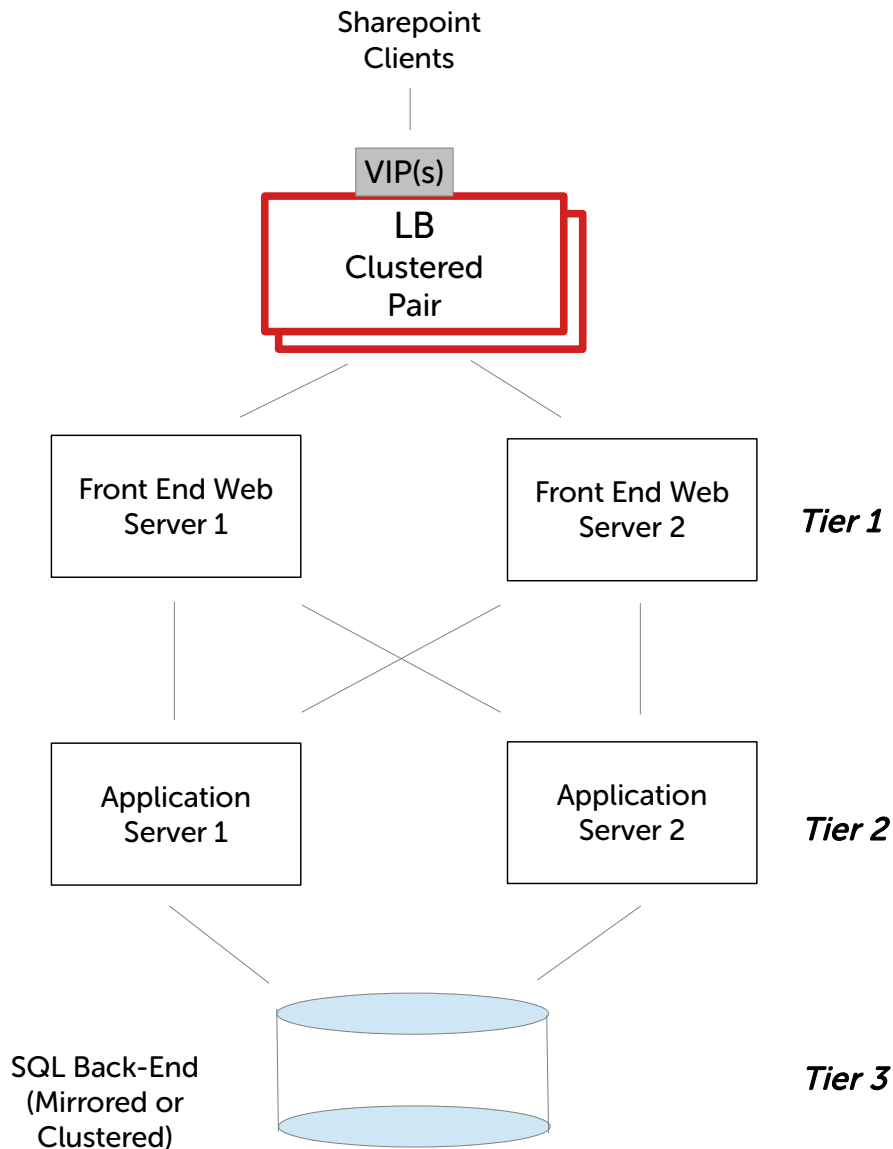 Sharepoint
Clients
VIP(s)
LB
Clustered
Pair
Front End Web
Server 1
Front End Web
Server 2
Tier 1
Application
Server 1
Application
Server 2
Tier 2
SQL Back-End
(Mirrored or
Clustered)
Tier 3